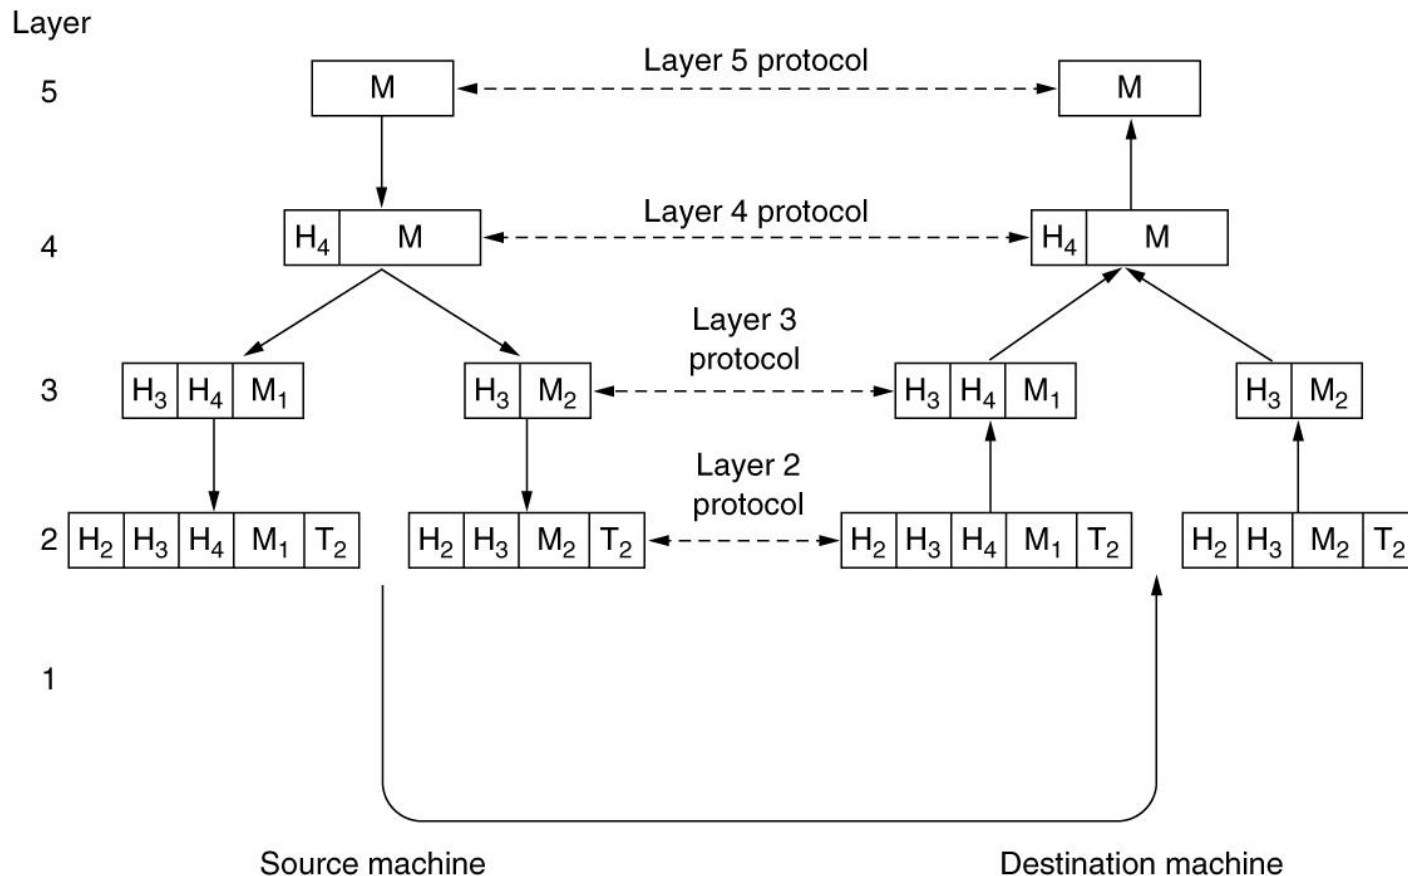 Layer
5 M Layer 5 protocol M
4 H4 M Layer 4 protocol H4 M
Layer 3
protocol
3 H3 H4 M1 H3 M2 H3 H4 M1 H3 M2
Layer 2
protocol
2 H2 H3 H4 M1 T2 H2 H3 M2 T2 H2 H3 H4 M1 T2 H2 H3 M2 T2
1
Source machine Destination machine